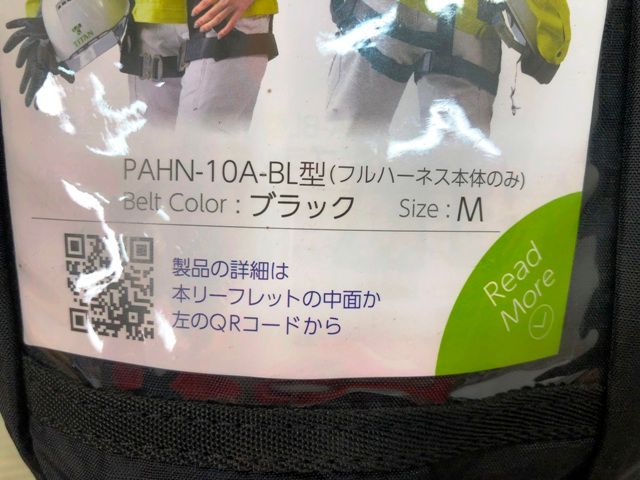 TITAN
PAHN-10A-BL型(フルハーネス本体のみ)
Belt Color : ブラック Size : M
製品の詳細は
本リーフレットの中面か
左のQRコードから
Read
More